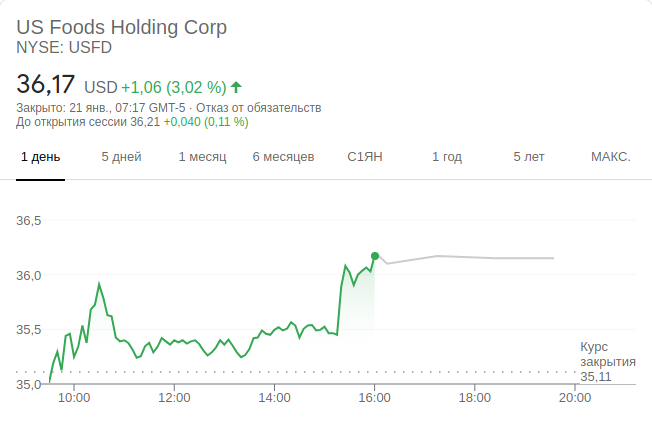 US Foods Holding Corp
NYSE: USFD
36,17 USD +1,06 (3,02 %)
Закрыто: 21 янв., 07:17 GMT-5 · Отказ от обязательств
До открытия сессии 36,21 +0,040 (0,11 %)
1 день 5 дней 1 месяц 6 месяцев С1ЯН 1 год 5 лет МАКС.
36,5
36,0
35,5
Курс
закрытия
35,11
35,0
10:00 12:00 14:00 16:00 18:00 20:00